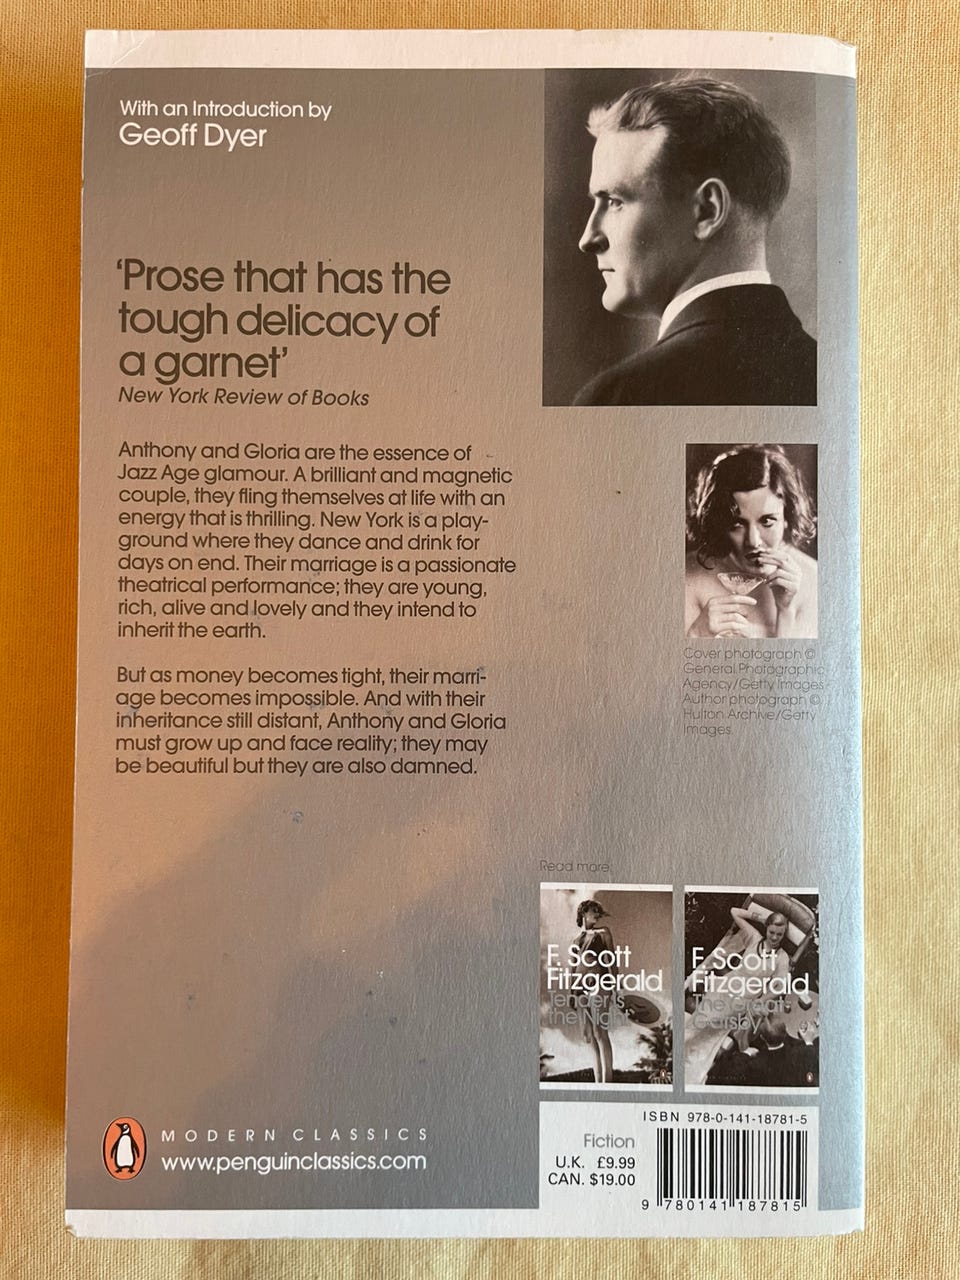 With an Introduction by
Geoff Dyer
‘Prose that has the
tough delicacy of
a garnet’
New York Review of Books
Anthony and Gloria are the essence of
Jazz Age glamour. A brilliant and magnetic
couple, they fling themselves at life with an
energy that is thrilling. New York is a play-
ground where they dance and drink for
days on end. Their marriage is a passionate
theatrical performance; they are young,
rich, alive and lovely and they intend to
inherit the earth.
But as money becomes tight, their marri-
age becomes impossible. And with their
inheritance still distant, Anthony and Gloria
must grow up and face reality; they may
be beautiful but they are also damned.
Cover photograph ©
General Photographic
Agency/Getty Images
Author photograph ©
Hulton Archive/Getty
Images
Read more:
F. Scott
Fitzgerald
Tender is
the Night
F. Scott
Fitzgerald
The Great
Gatsby
MODERN CLASSICS
www.penguinclassics.com
Fiction
U.K. £9.99
CAN. $19.00
ISBN 978-0-141-18781-5
9 780141 187815